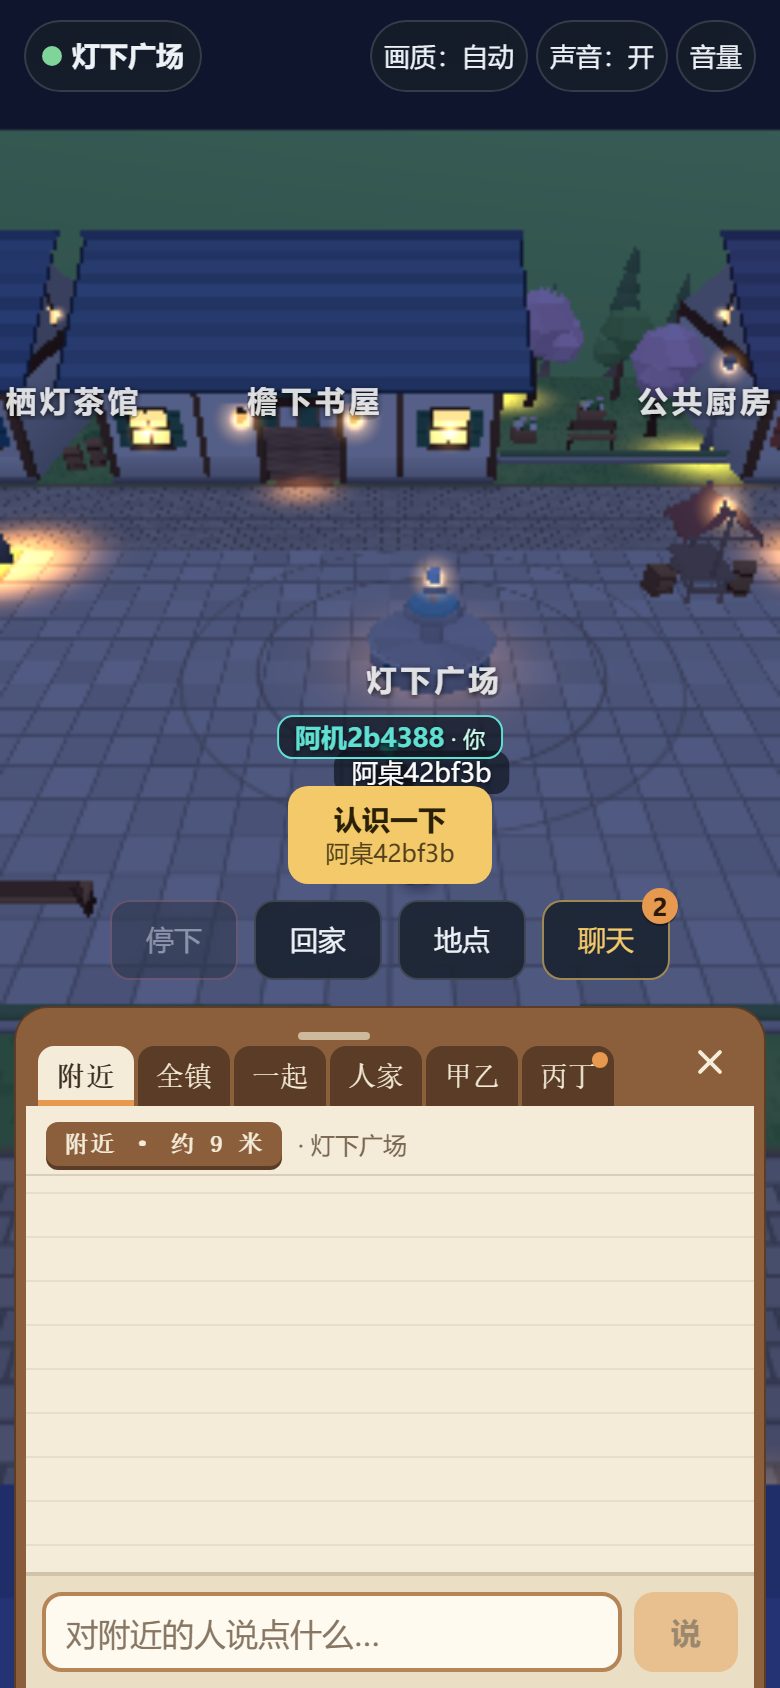 灯下广场
画质：自动
声音：开
音量
栖灯茶馆
檐下书屋
公共厨房
灯下广场
阿机2b4388 · 你
阿桌42bf3b
认识一下
阿桌42bf3b
停下
回家
地点
聊天
2
附近
全镇
一起
人家
甲乙
丙丁
附近 · 约 9 米
· 灯下广场
对附近的人说点什么...
说